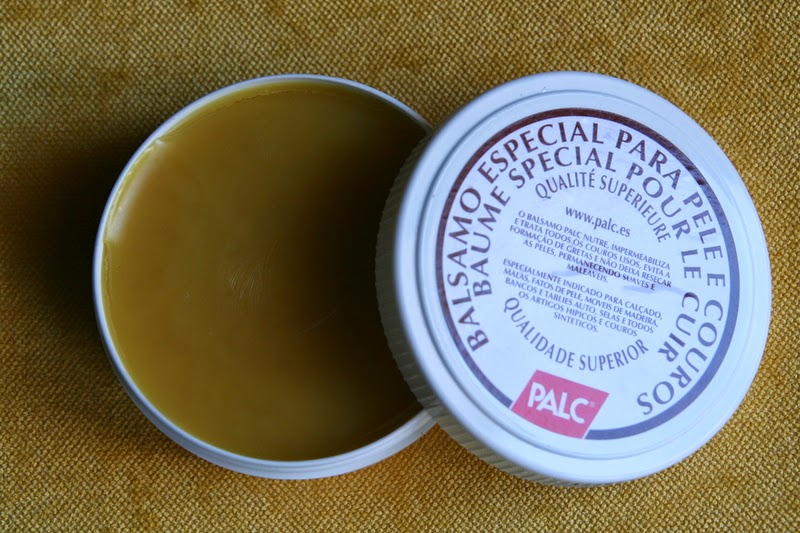 BALSAMO ESPECIAL PARA PELE E COUROS
BAUME SPECIAL POUR LE CUIR
QUALITÉ SUPERIEURE
www.palc.es
O BALSAMO PALC NUTRE, IMPERMEABILIZA
E TRATA TODOS OS COUROS LISOS, EVITA A
FORMAÇÃO DE GRETAS E NÃO DEIXA RESECAR
AS PELES, PERMANECENDO SUAVES E
MALEÁVEIS.
ESPECIALMENTE INDICADO PARA CALÇADO,
MALAS, FATOS DE PELE, MOVEIS DE MADEIRA,
BANCOS E TABLIES AUTO, SELAS E TODOS
OS ARTIGOS HIPICOS E COUROS
SINTETICOS.
QUALIDADE SUPERIOR
PALC®